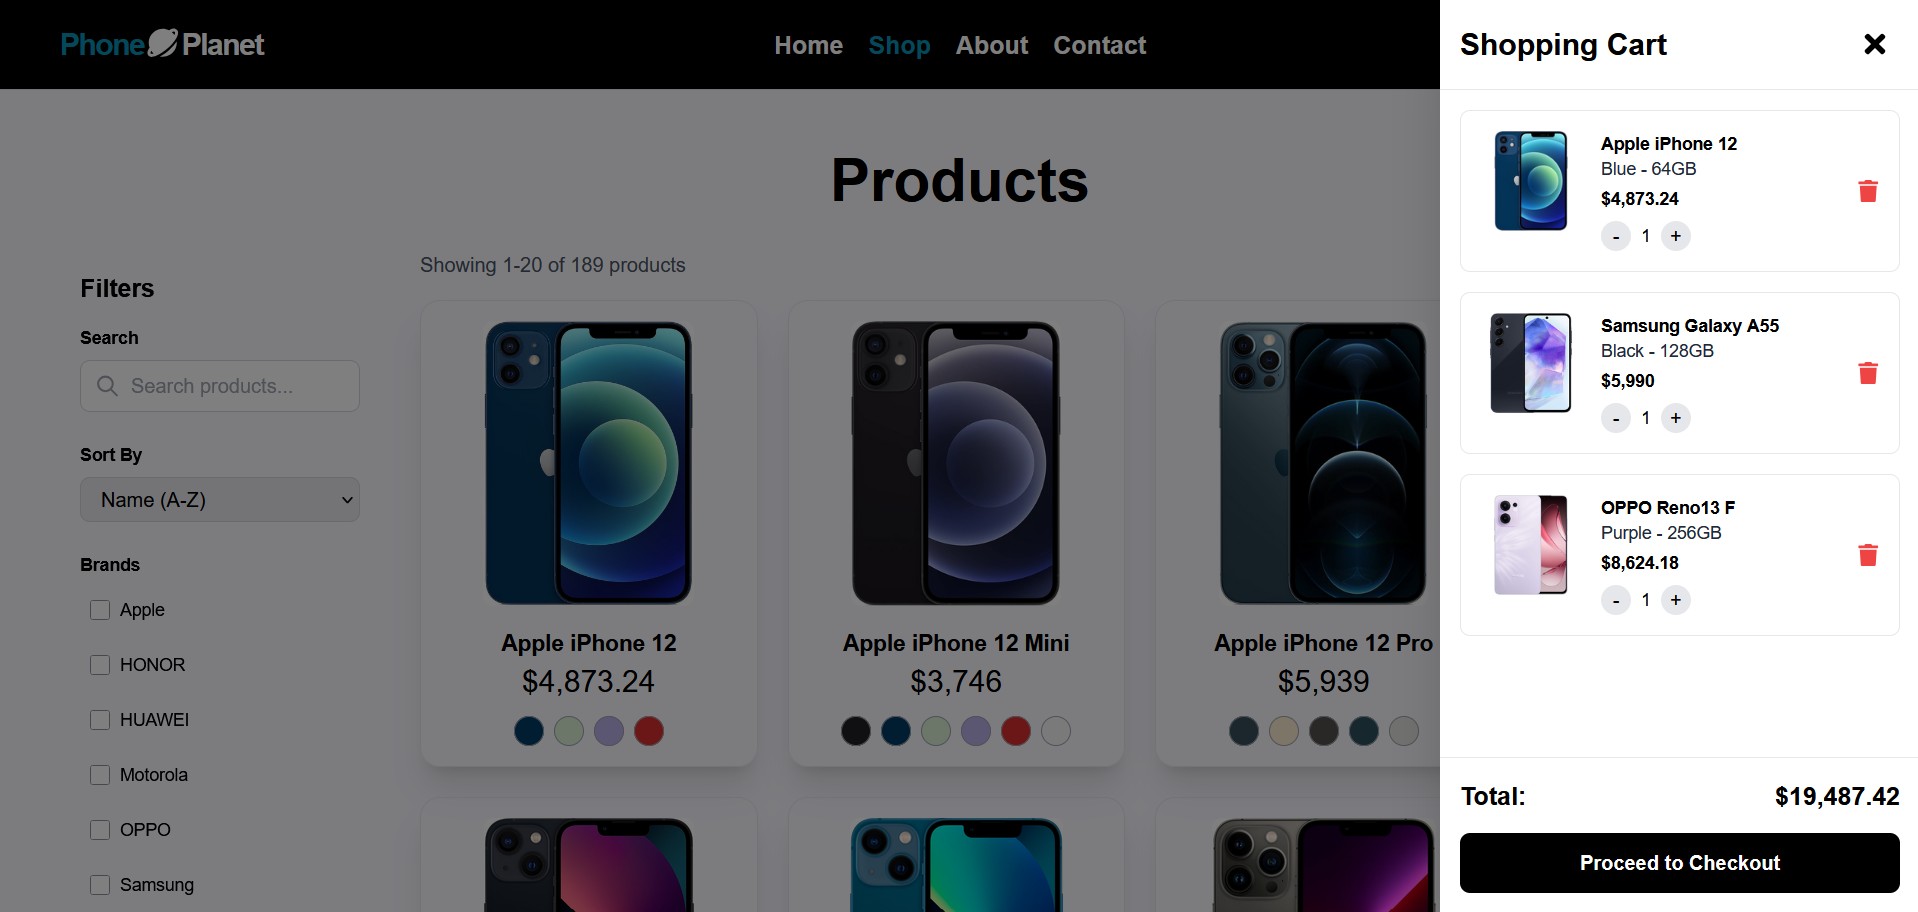 Phone Planet
Home Shop About Contact
Products
Showing 1-20 of 189 products
Filters
Search
Search products...
Sort By
Name (A-Z)
Brands
Apple
HONOR
HUAWEI
Motorola
OPPO
Samsung
Apple iPhone 12
$4,873.24
Apple iPhone 12 Mini
$3,746
Apple iPhone 12 Pro
$5,939
Shopping Cart
Apple iPhone 12
Blue - 64GB
$4,873.24
- 1 +
Samsung Galaxy A55
Black - 128GB
$5,990
- 1 +
OPPO Reno13 F
Purple - 256GB
$8,624.18
- 1 +
Total: $19,487.42
Proceed to Checkout